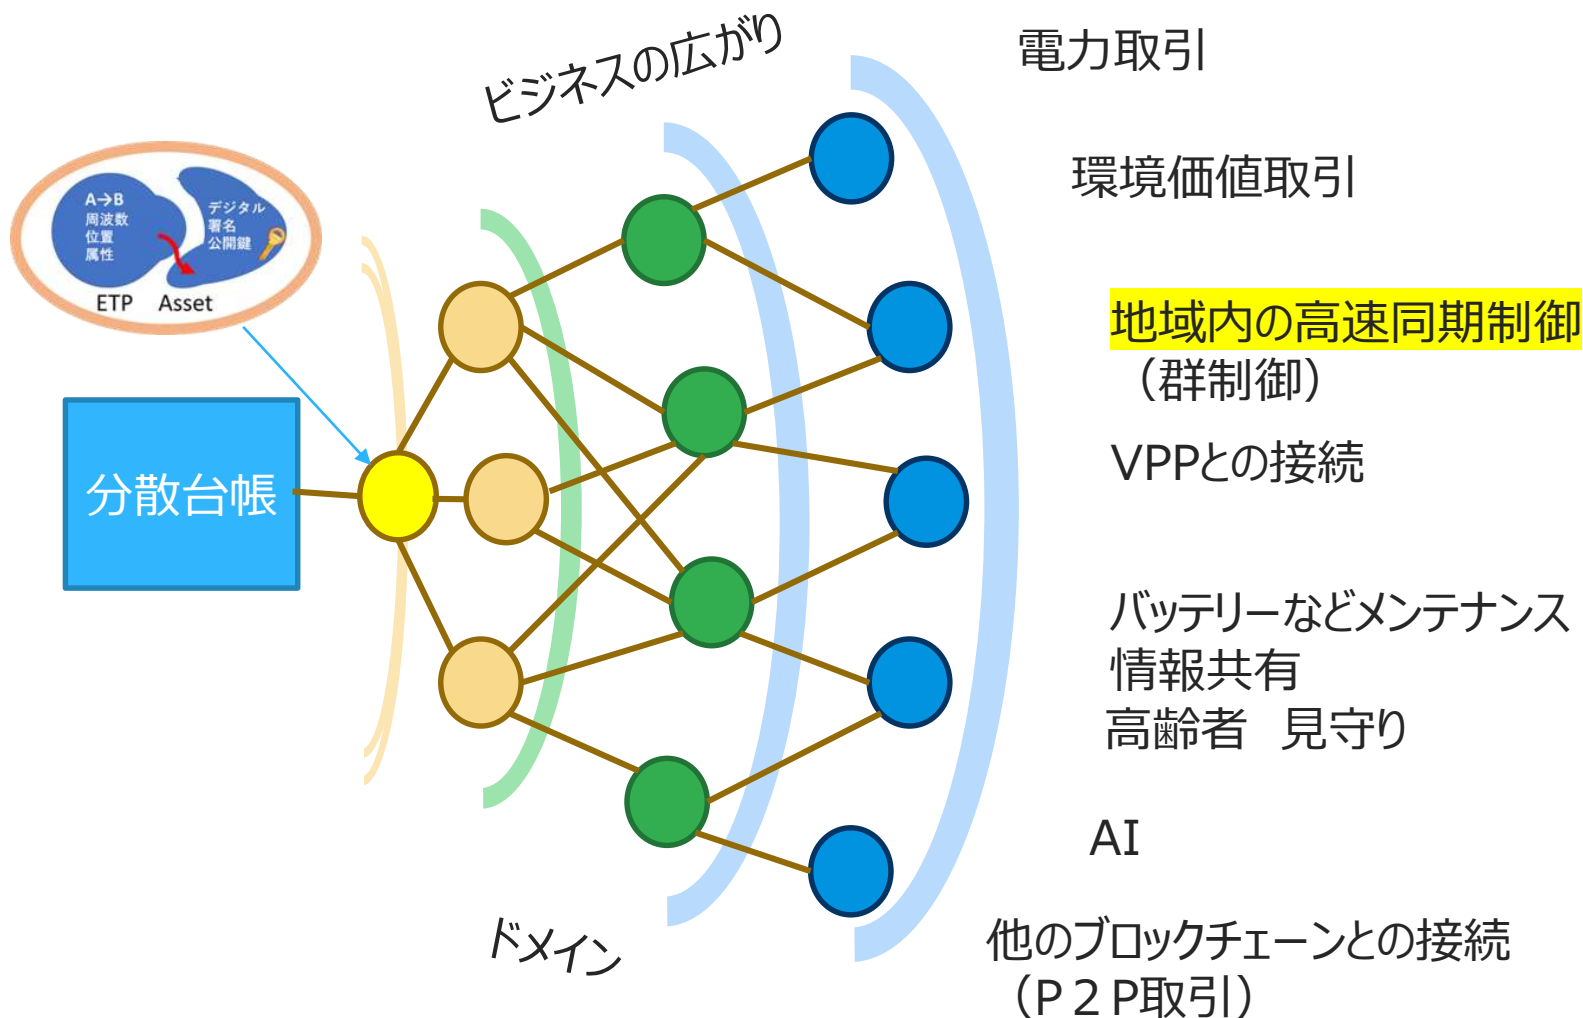 ビジネスの広がり
電力取引
環境価値取引
A→B
周波数
位置
属性
デジタル
署名
公開鍵
ETP Asset
地域内の高速同期制御
（群制御）
VPPとの接続
分散台帳
バッテリーなどメンテナンス
情報共有
高齢者　見守り
AI
ドメイン
他のブロックチェーンとの接続
（P２P取引）